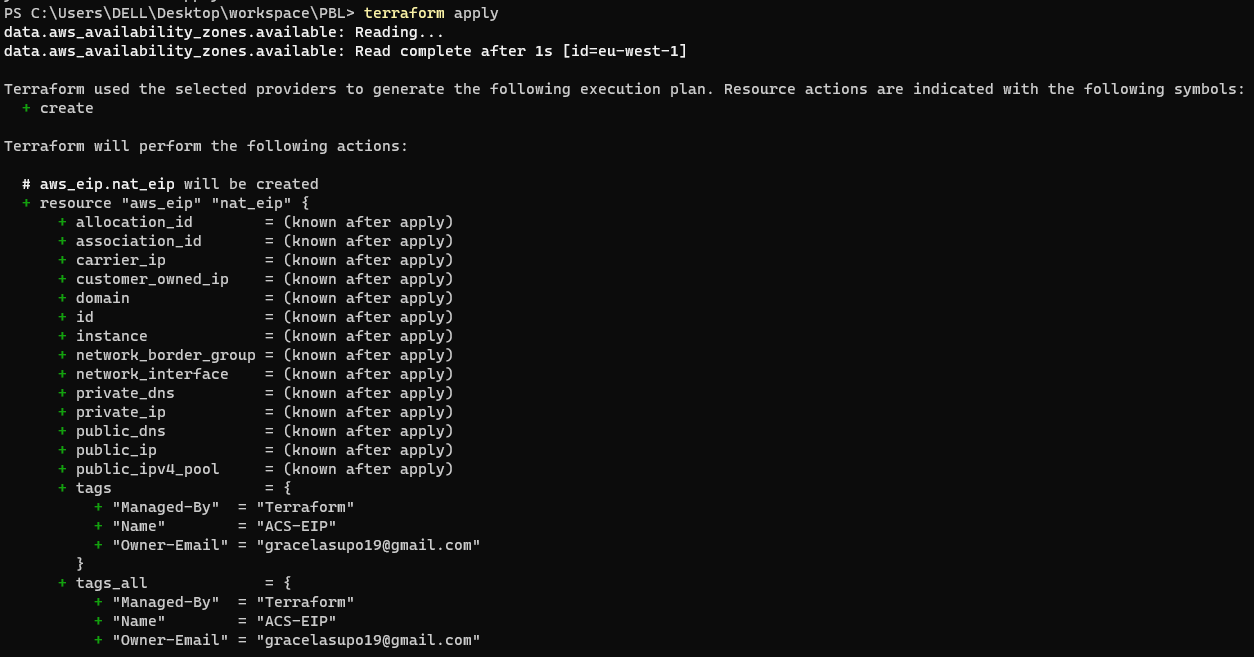 PS C:\Users\DELL\Desktop\workspace\PBL> terraform apply
data.aws_availability_zones.available: Reading...
data.aws_availability_zones.available: Read complete after 1s [id=eu-west-1]

Terraform used the selected providers to generate the following execution plan. Resource actions are indicated with the following symbols:
  + create

Terraform will perform the following actions:

  # aws_eip.nat_eip will be created
  + resource "aws_eip" "nat_eip" {
      + allocation_id        = (known after apply)
      + association_id       = (known after apply)
      + carrier_ip           = (known after apply)
      + customer_owned_ip    = (known after apply)
      + domain               = (known after apply)
      + id                   = (known after apply)
      + instance             = (known after apply)
      + network_border_group = (known after apply)
      + network_interface    = (known after apply)
      + private_dns          = (known after apply)
      + private_ip           = (known after apply)
      + public_dns           = (known after apply)
      + public_ip            = (known after apply)
      + public_ipv4_pool     = (known after apply)
      + tags                 = {
          + "Managed-By"  = "Terraform"
          + "Name"        = "ACS-EIP"
          + "Owner-Email" = "gracelasupo19@gmail.com"
        }
      + tags_all             = {
          + "Managed-By"  = "Terraform"
          + "Name"        = "ACS-EIP"
          + "Owner-Email" = "gracelasupo19@gmail.com"